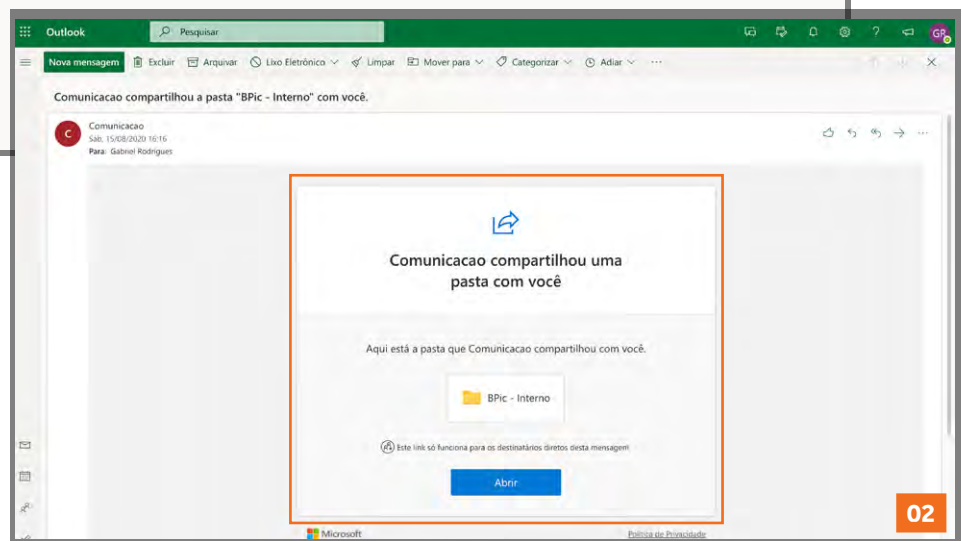 Outlook
Pesquisar
GR
Nova mensagem Excluir Arquivar Lixo Eletrônico Limpar Mover para Categorizar Adiar ...
Comunicacao compartilhou a pasta "BPic - Interno" com você.
C
Comunicacao
Sáb, 15/08/2020 16:16
Para: Gabriel Rodrigues
Comunicacao compartilhou uma
pasta com você
Aqui está a pasta que Comunicacao compartilhou com você.
BPic - Interno
Este link só funciona para os destinatários diretos desta mensagem.
Abrir
Microsoft
Política de Privacidade
02